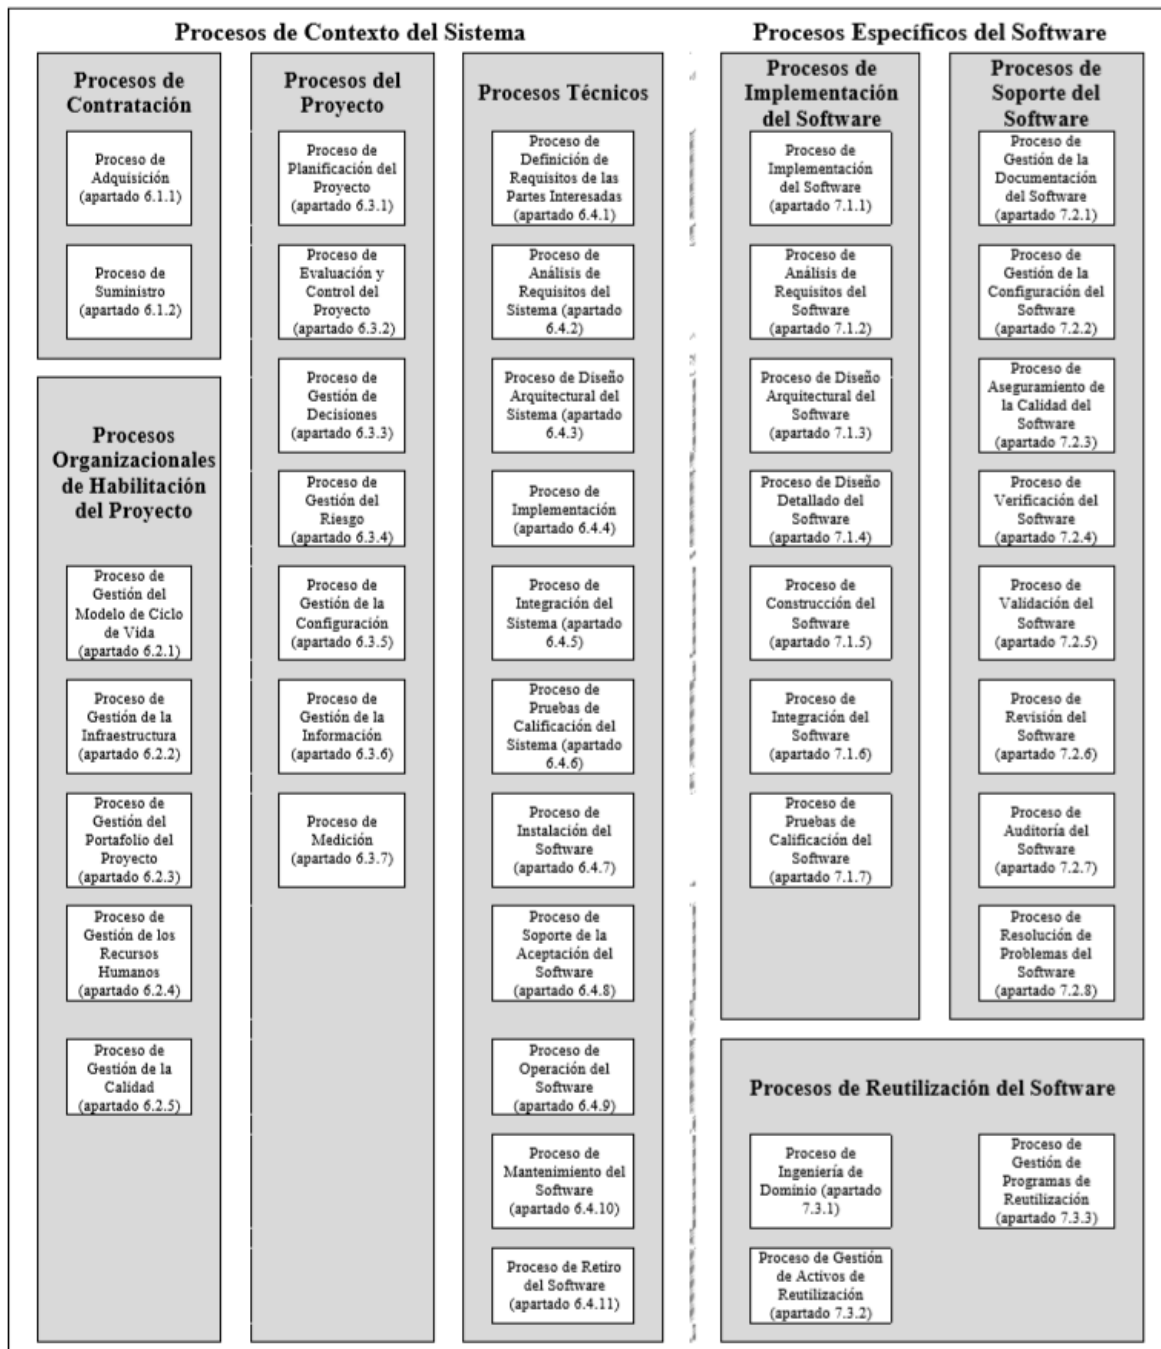 Procesos de Contexto del Sistema
Procesos de
Contratación
Proceso de
Adquisición
(apartado 6.1.1)
Proceso de
Suministro
(apartado 6.1.2)
Procesos
Organizacionales
de Habilitación
del Proyecto
Proceso de
Gestión del
Modelo de Ciclo
de Vida
(apartado 6.2.1)
Proceso de
Gestión de la
Infraestructura
(apartado 6.2.2)
Proceso de
Gestión del
Portafolio del
Proyecto
(apartado 6.2.3)
Proceso de
Gestión de los
Recursos
Humanos
(apartado 6.2.4)
Proceso de
Gestión de la
Calidad
(apartado 6.2.5)
Procesos del
Proyecto
Proceso de
Planificación del
Proyecto
(apartado 6.3.1)
Proceso de
Evaluación y
Control del
Proyecto
(apartado 6.3.2)
Proceso de
Gestión de
Decisiones
(apartado 6.3.3)
Proceso de
Gestión del
Riesgo
(apartado 6.3.4)
Proceso de
Gestión de la
Configuración
(apartado 6.3.5)
Proceso de
Gestión de la
Información
(apartado 6.3.6)
Proceso de
Medición
(apartado 6.3.7)
Procesos Técnicos
Proceso de
Definición de
Requisitos de las
Partes Interesadas
(apartado 6.4.1)
Proceso de
Análisis de
Requisitos del
Sistema (apartado
6.4.2)
Proceso de Diseño
Arquitectural del
Sistema (apartado
6.4.3)
Proceso de
Implementación
(apartado 6.4.4)
Proceso de
Integración del
Sistema (apartado
6.4.5)
Proceso de
Pruebas de
Calificación del
Sistema (apartado
6.4.6)
Proceso de
Instalación del
Software
(apartado 6.4.7)
Proceso de
Soporte de la
Aceptación del
Software
(apartado 6.4.8)
Proceso de
Operación del
Software
(apartado 6.4.9)
Proceso de
Mantenimiento del
Software
(apartado 6.4.10)
Proceso de Retiro
del Software
(apartado 6.4.11)
Procesos Específicos del Software
Procesos de
Implementación
del Software
Proceso de
Implementación
del Software
(apartado 7.1.1)
Proceso de
Análisis de
Requisitos del
Software
(apartado 7.1.2)
Proceso de Diseño
Arquitectural del
Software
(apartado 7.1.3)
Proceso de Diseño
Detallado del
Software
(apartado 7.1.4)
Proceso de
Construcción del
Software
(apartado 7.1.5)
Proceso de
Integración del
Software
(apartado 7.1.6)
Proceso de
Pruebas de
Calificación del
Software
(apartado 7.1.7)
Procesos de
Soporte del
Software
Proceso de
Gestión de la
Documentación
del Software
(apartado 7.2.1)
Proceso de
Gestión de la
Configuración del
Software
(apartado 7.2.2)
Proceso de
Aseguramiento de
la Calidad del
Software
(apartado 7.2.3)
Proceso de
Verificación del
Software
(apartado 7.2.4)
Proceso de
Validación del
Software
(apartado 7.2.5)
Proceso de
Revisión del
Software
(apartado 7.2.6)
Proceso de
Auditoría del
Software
(apartado 7.2.7)
Proceso de
Resolución de
Problemas del
Software
(apartado 7.2.8)
Procesos de Reutilización del Software
Proceso de
Ingeniería de
Dominio (apartado
7.3.1)
Proceso de Gestión
de Activos de
Reutilización
(apartado 7.3.2)
Proceso de
Gestión de
Programas de
Reutilización
(apartado 7.3.3)